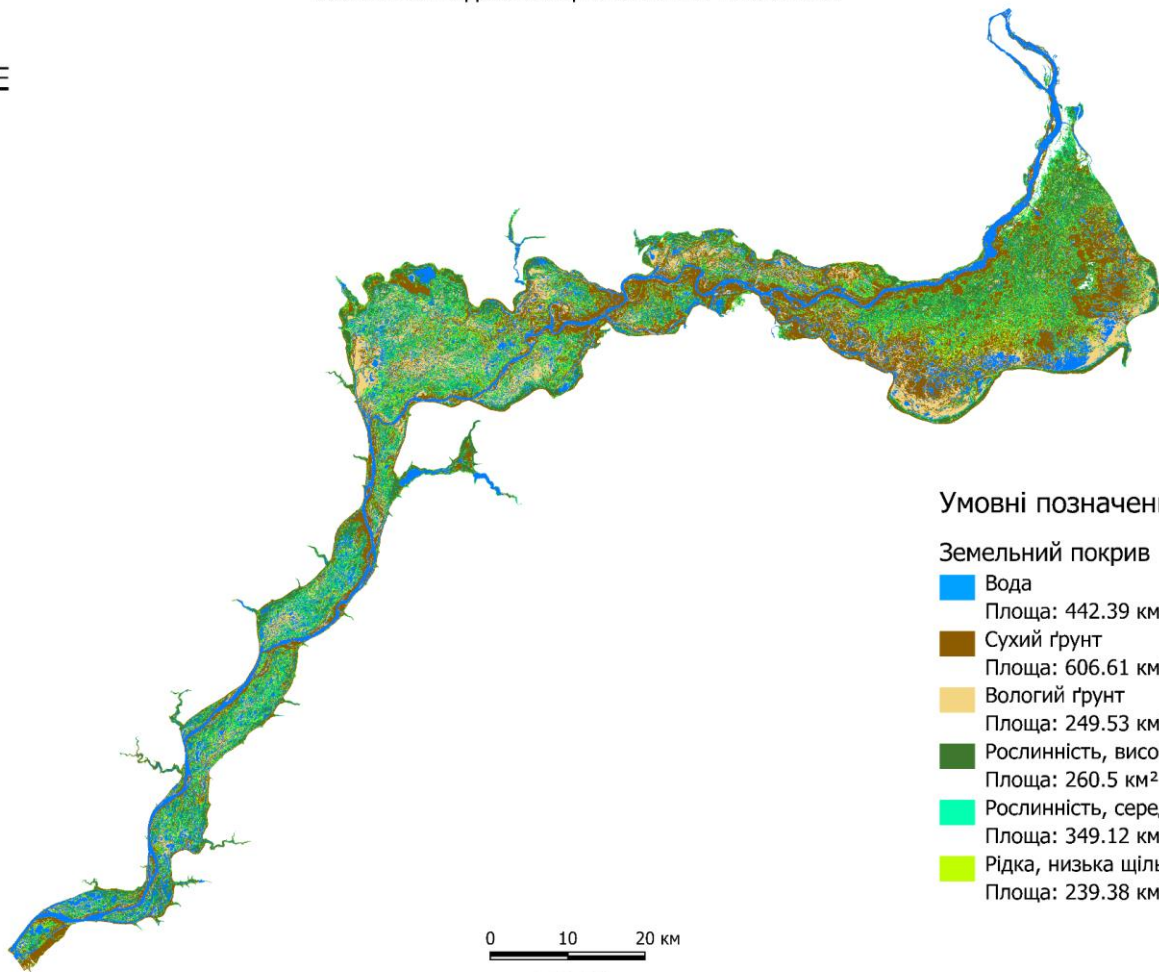 Умовні позначен
Земельний покрив
Вода
Площа: 442.39 км
Сухий ґрунт
Площа: 606.61 км
Вологий ґрунт
Площа: 249.53 км
Рослинність, висо
Площа: 260.5 км²
Рослинність, серед
Площа: 349.12 км
Рідка, низька щіль
Площа: 239.38 км
0 10 20 км